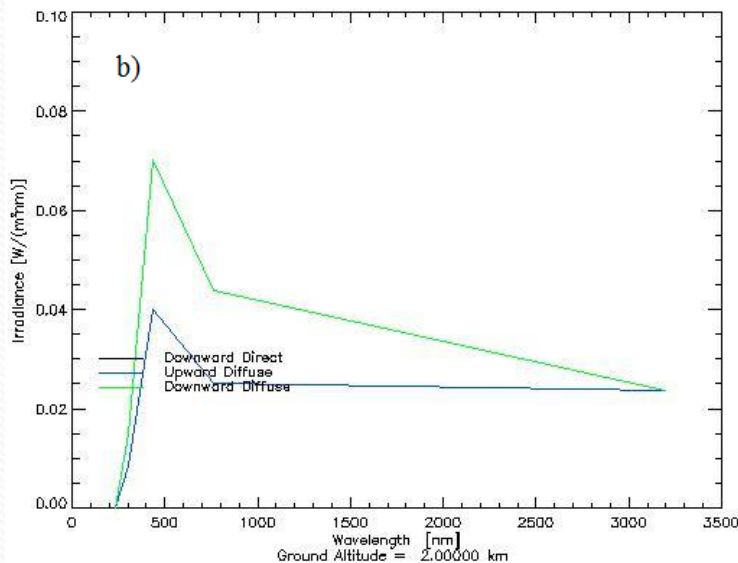 b)
0.10
0.08
0.06
0.04
0.02
0.00
Irradiance [W/(m²nm)]
Downward Direct
Upward Diffuse
Downward Diffuse
0 500 1000 1500 2000 2500 3000 3500
Wavelength [nm]
Ground Altitude = 2.00000 km